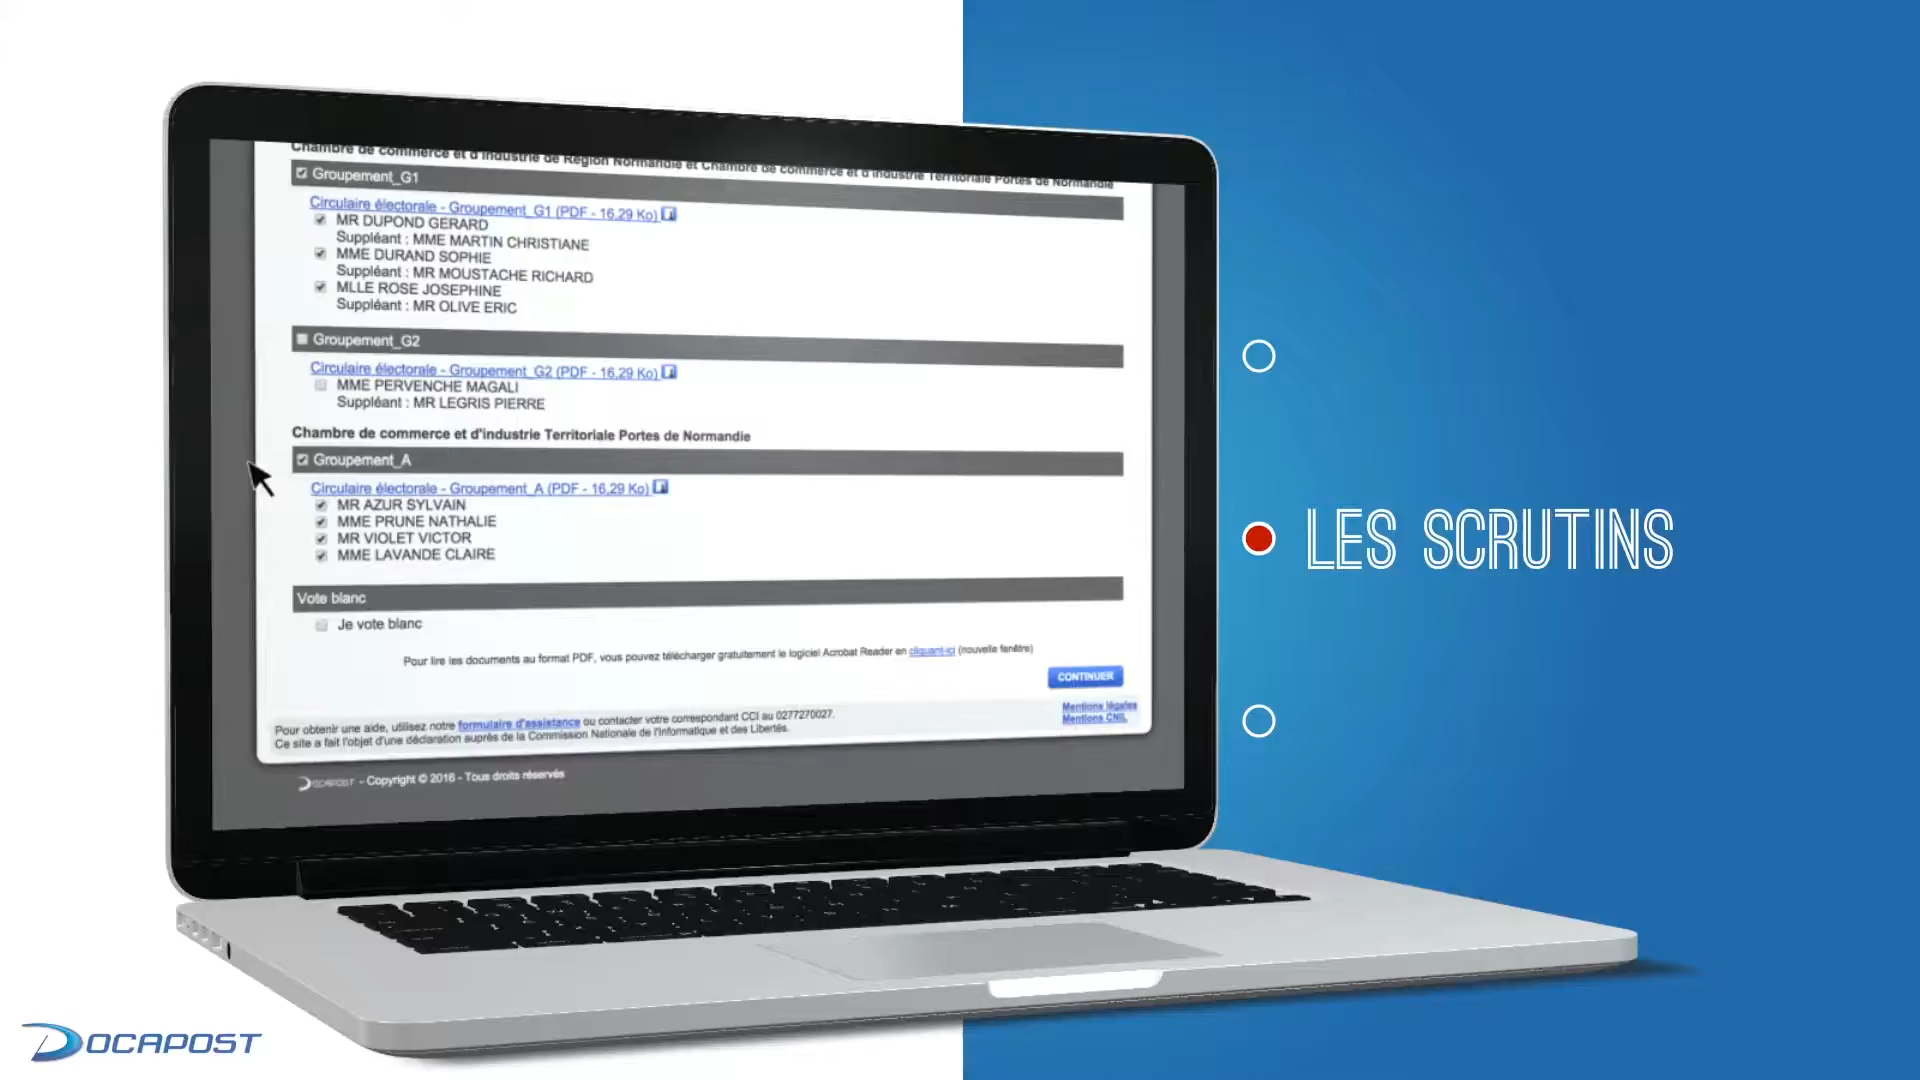 Chambre de commerce et d'industrie de Région Normandie et Chambre de commerce et d'industrie Territoriale Portes de Normandie
Groupement_G1
Circulaire électorale - Groupement_G1 (PDF - 16,29 Ko)
MR DUPOND GERARD
Suppléant : MME MARTIN CHRISTIANE
MME DURAND SOPHIE
Suppléant : MR MOUSTACHE RICHARD
MLLE ROSE JOSEPHINE
Suppléant : MR OLIVE ERIC
Groupement_G2
Circulaire électorale - Groupement_G2 (PDF - 16,29 Ko)
MME PERVENCHE MAGALI
Suppléant : MR LEGRIS PIERRE
Chambre de commerce et d'industrie Territoriale Portes de Normandie
Groupement_A
Circulaire électorale - Groupement_A (PDF - 16,29 Ko)
MR AZUR SYLVAIN
MME PRUNE NATHALIE
MR VIOLET VICTOR
MME LAVANDE CLAIRE
Vote blanc
Je vote blanc
Pour lire les documents au format PDF, vous pouvez télécharger gratuitement le logiciel Acrobat Reader en cliquant-ici (nouvelle fenêtre)
CONTINUER
Pour obtenir une aide, utilisez notre formulaire d'assistance ou contacter votre correspondant CCI au 0277270027.
Ce site a fait l'objet d'une déclaration auprès de la Commission Nationale de l'Informatique et des Libertés.
Mentions légales
Mentions CNIL
DOCAPOST - Copyright © 2016 - Tous droits réservés
LES SCRUTINS
DOCAPOST